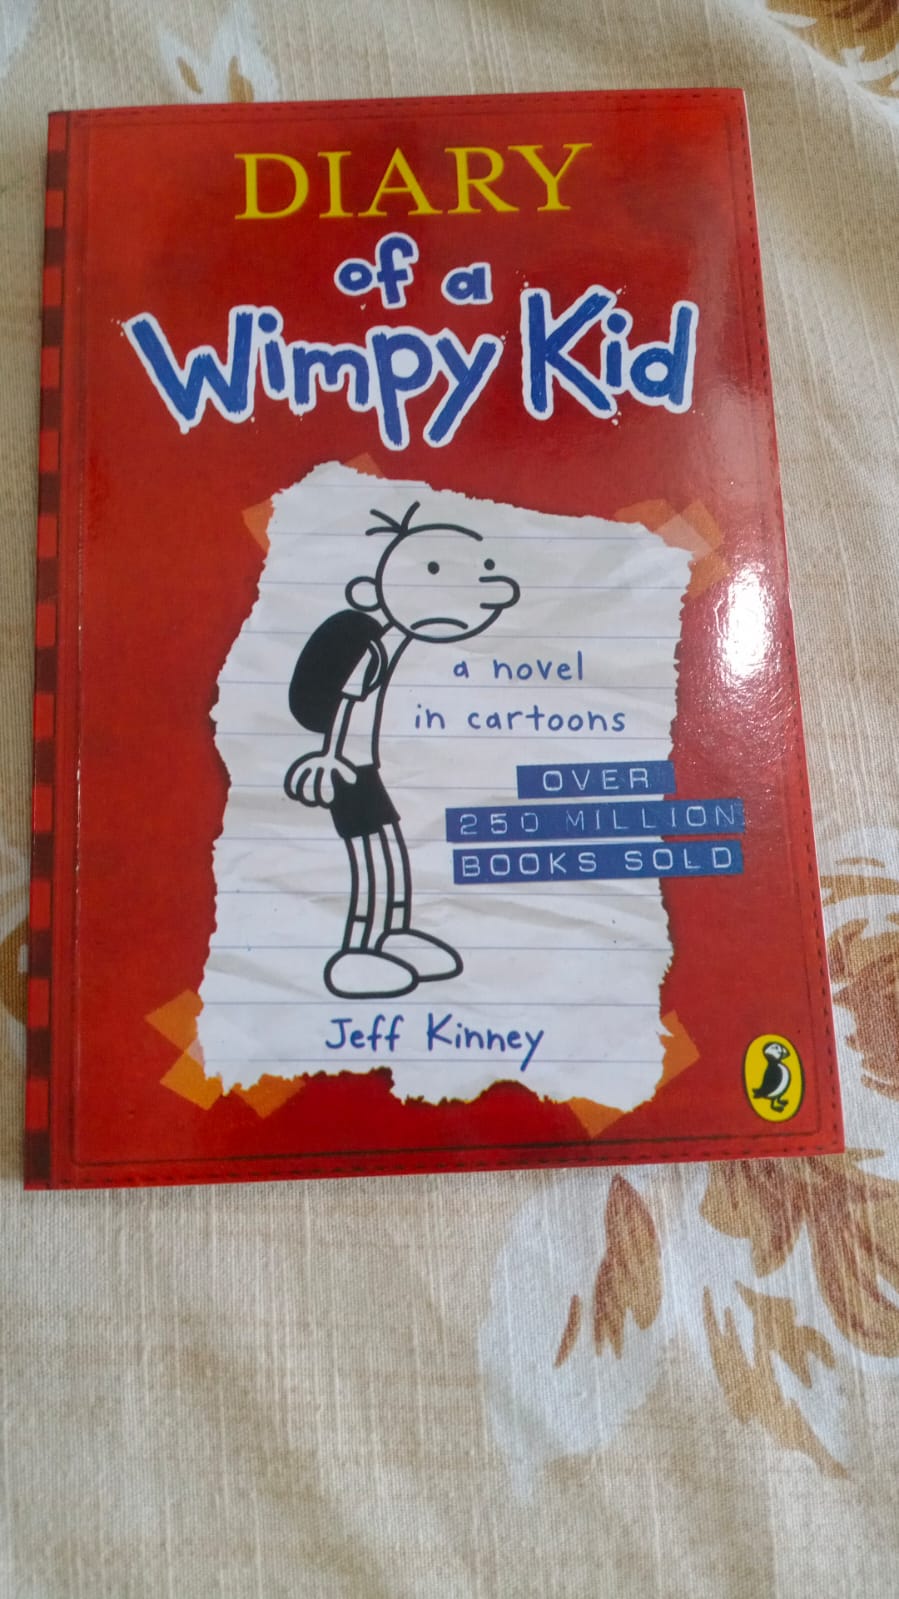 DIARY
of a
Wimpy Kid
a novel
in cartoons
OVER
250 MILLION
BOOKS SOLD
Jeff Kinney